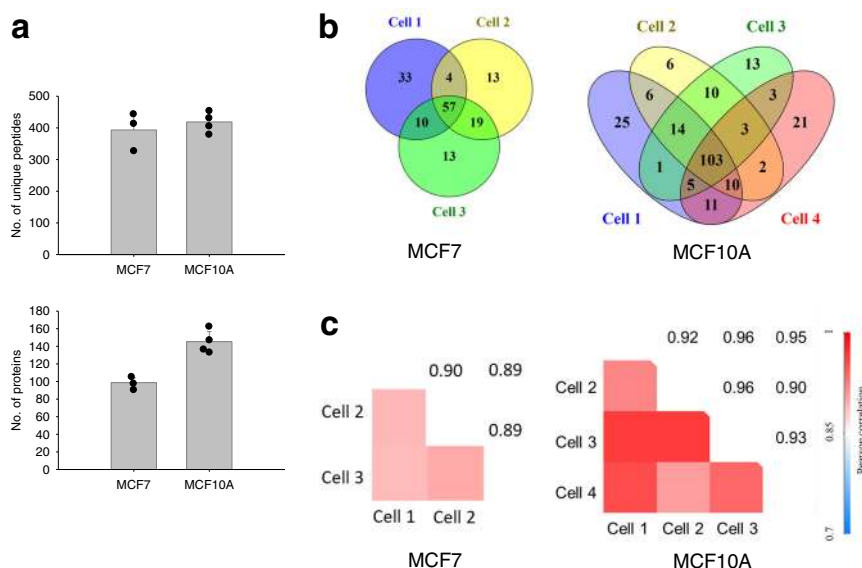 a
No. of unique peptides
500
400
300
200
100
0
MCF7
MCF10A
No. of proteins
180
160
140
120
100
80
60
40
20
0
MCF7
MCF10A
b
Cell 1
Cell 2
33
4
13
57
10
19
13
Cell 3
MCF7
Cell 2
Cell 3
6
13
6
10
3
25
14
3
21
103
1
2
5
10
11
Cell 1
Cell 4
MCF10A
c
0.90
0.89
Cell 2
0.89
Cell 3
Cell 1
Cell 2
MCF7
0.92
0.96
0.95
Cell 2
0.96
0.90
Cell 3
0.93
Cell 4
Cell 1
Cell 2
Cell 3
MCF10A
1
0.85
0.7
Pearson correlation